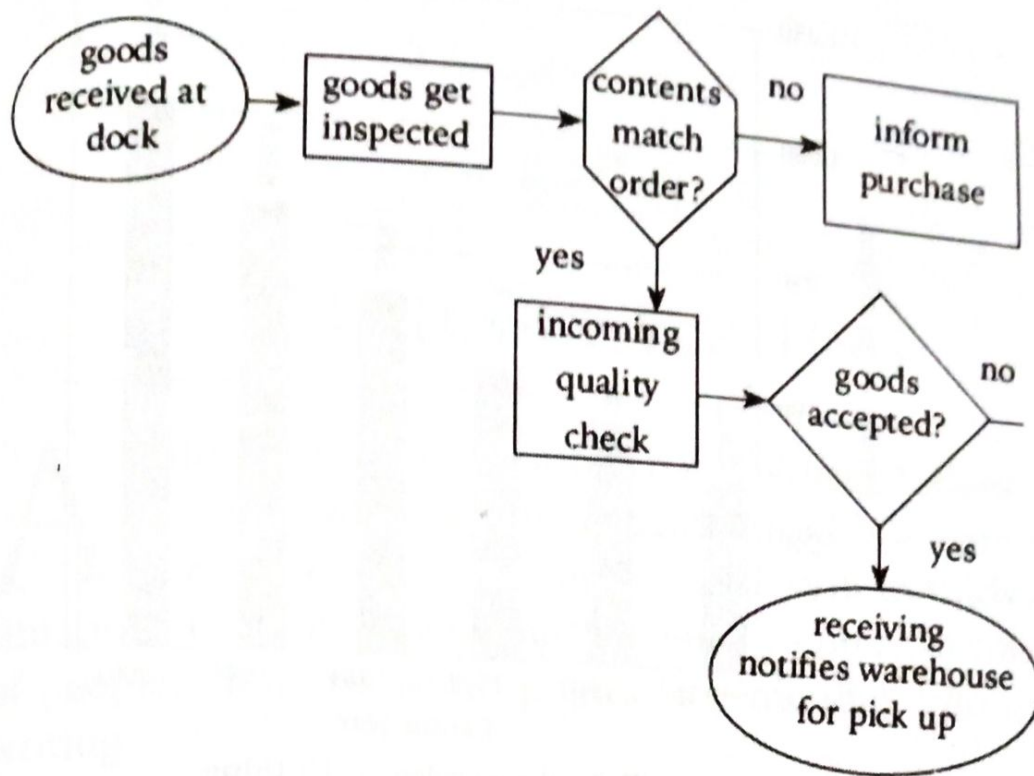 goods
received at
dock
goods get
inspected
contents
match
order?
no
inform
purchase
yes
incoming
quality
check
goods
accepted?
no
yes
receiving
notifies warehouse
for pick up